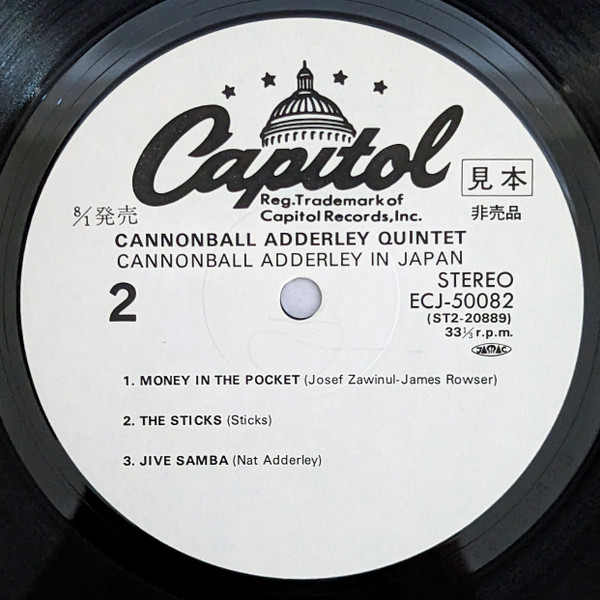 Capitol
見本
Reg.Trademark of
Capitol Records,Inc.
8/1発売
非売品
CANNONBALL ADDERLEY QUINTET
CANNONBALL ADDERLEY IN JAPAN
2
STEREO
ECJ-50082
(ST2-20889)
33⅓ r.p.m.
JASRAC
1. MONEY IN THE POCKET (Josef Zawinul-James Rowser)
2. THE STICKS (Sticks)
3. JIVE SAMBA (Nat Adderley)